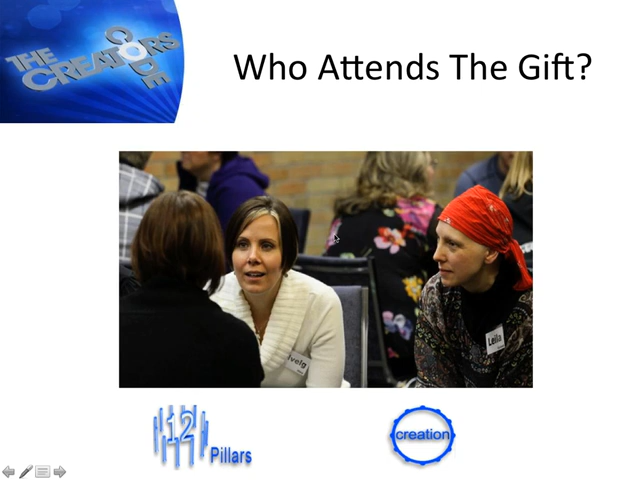 THE
CREATORS
CODE
Who Attends The Gift?
Leila
12
Pillars
creation